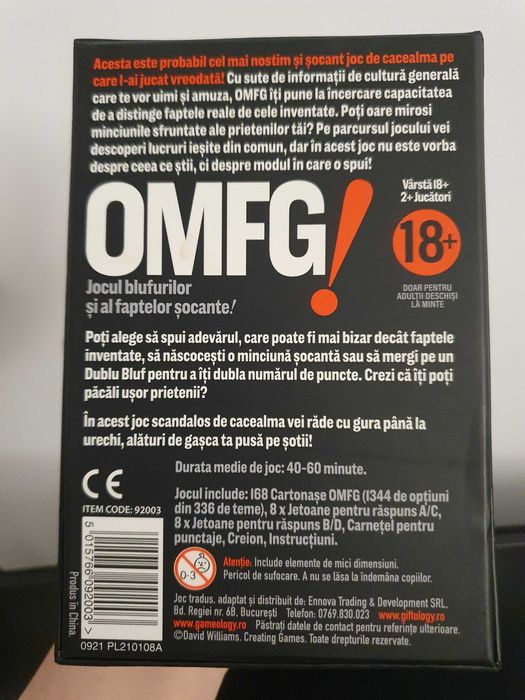 Acesta este probabil cel mai nostim și șocant joc de cacealma pe
care l-ai jucat vreodată! Cu sute de informații de cultură generală
care te vor uimi și amuza, OMFG îți pune la încercare capacitatea
de a distinge faptele reale de cele inventate. Poți oare mirosi
minciunile sfruntate ale prietenilor tăi? Pe parcursul jocului vei
descoperi lucruri ieșite din comun, dar în acest joc nu este vorba
despre ceea ce știi, ci despre modul în care o spui!
OMFG!
Vârstă 18+
2+ Jucători
18+
DOAR PENTRU
ADULȚII DESCHIȘI
LA MINTE
Jocul blufurilor
și al faptelor șocante!
Poți alege să spui adevărul, care poate fi mai bizar decât faptele
inventate, să născocești o minciună șocantă sau să mergi pe un
Dublu Bluf pentru a îți dubla numărul de puncte. Crezi că îți poți
păcăli ușor prietenii?
În acest joc scandalos de cacealma vei râde cu gura până la
urechi, alături de gașca ta pusă pe șotii!
Durata medie de joc: 40-60 minute.
CE
ITEM CODE: 92003
Jocul include: 168 Cartonașe OMFG (1344 de opțiuni
din 336 de teme), 8 x Jetoane pentru răspuns A/C,
8 x Jetoane pentru răspuns B/D, Carnețel pentru
punctaje, Creion, Instrucțiuni.
0-3
Atenție: Include elemente de mici dimensiuni.
Pericol de sufocare. A nu se lăsa la îndemâna copiilor.
Joc tradus, adaptat și distribuit de: Ennova Trading & Development SRL,
Bd. Regiei nr. 6B, București Telefon: 0769.830.023 www.giftology.ro
www.gameology.ro Păstrați datele de contact pentru referințe ulterioare.
©David Williams. Creating Games. Toate drepturile rezervate.
5 015766 092003 >
Produs in China.
0921 PL210108A